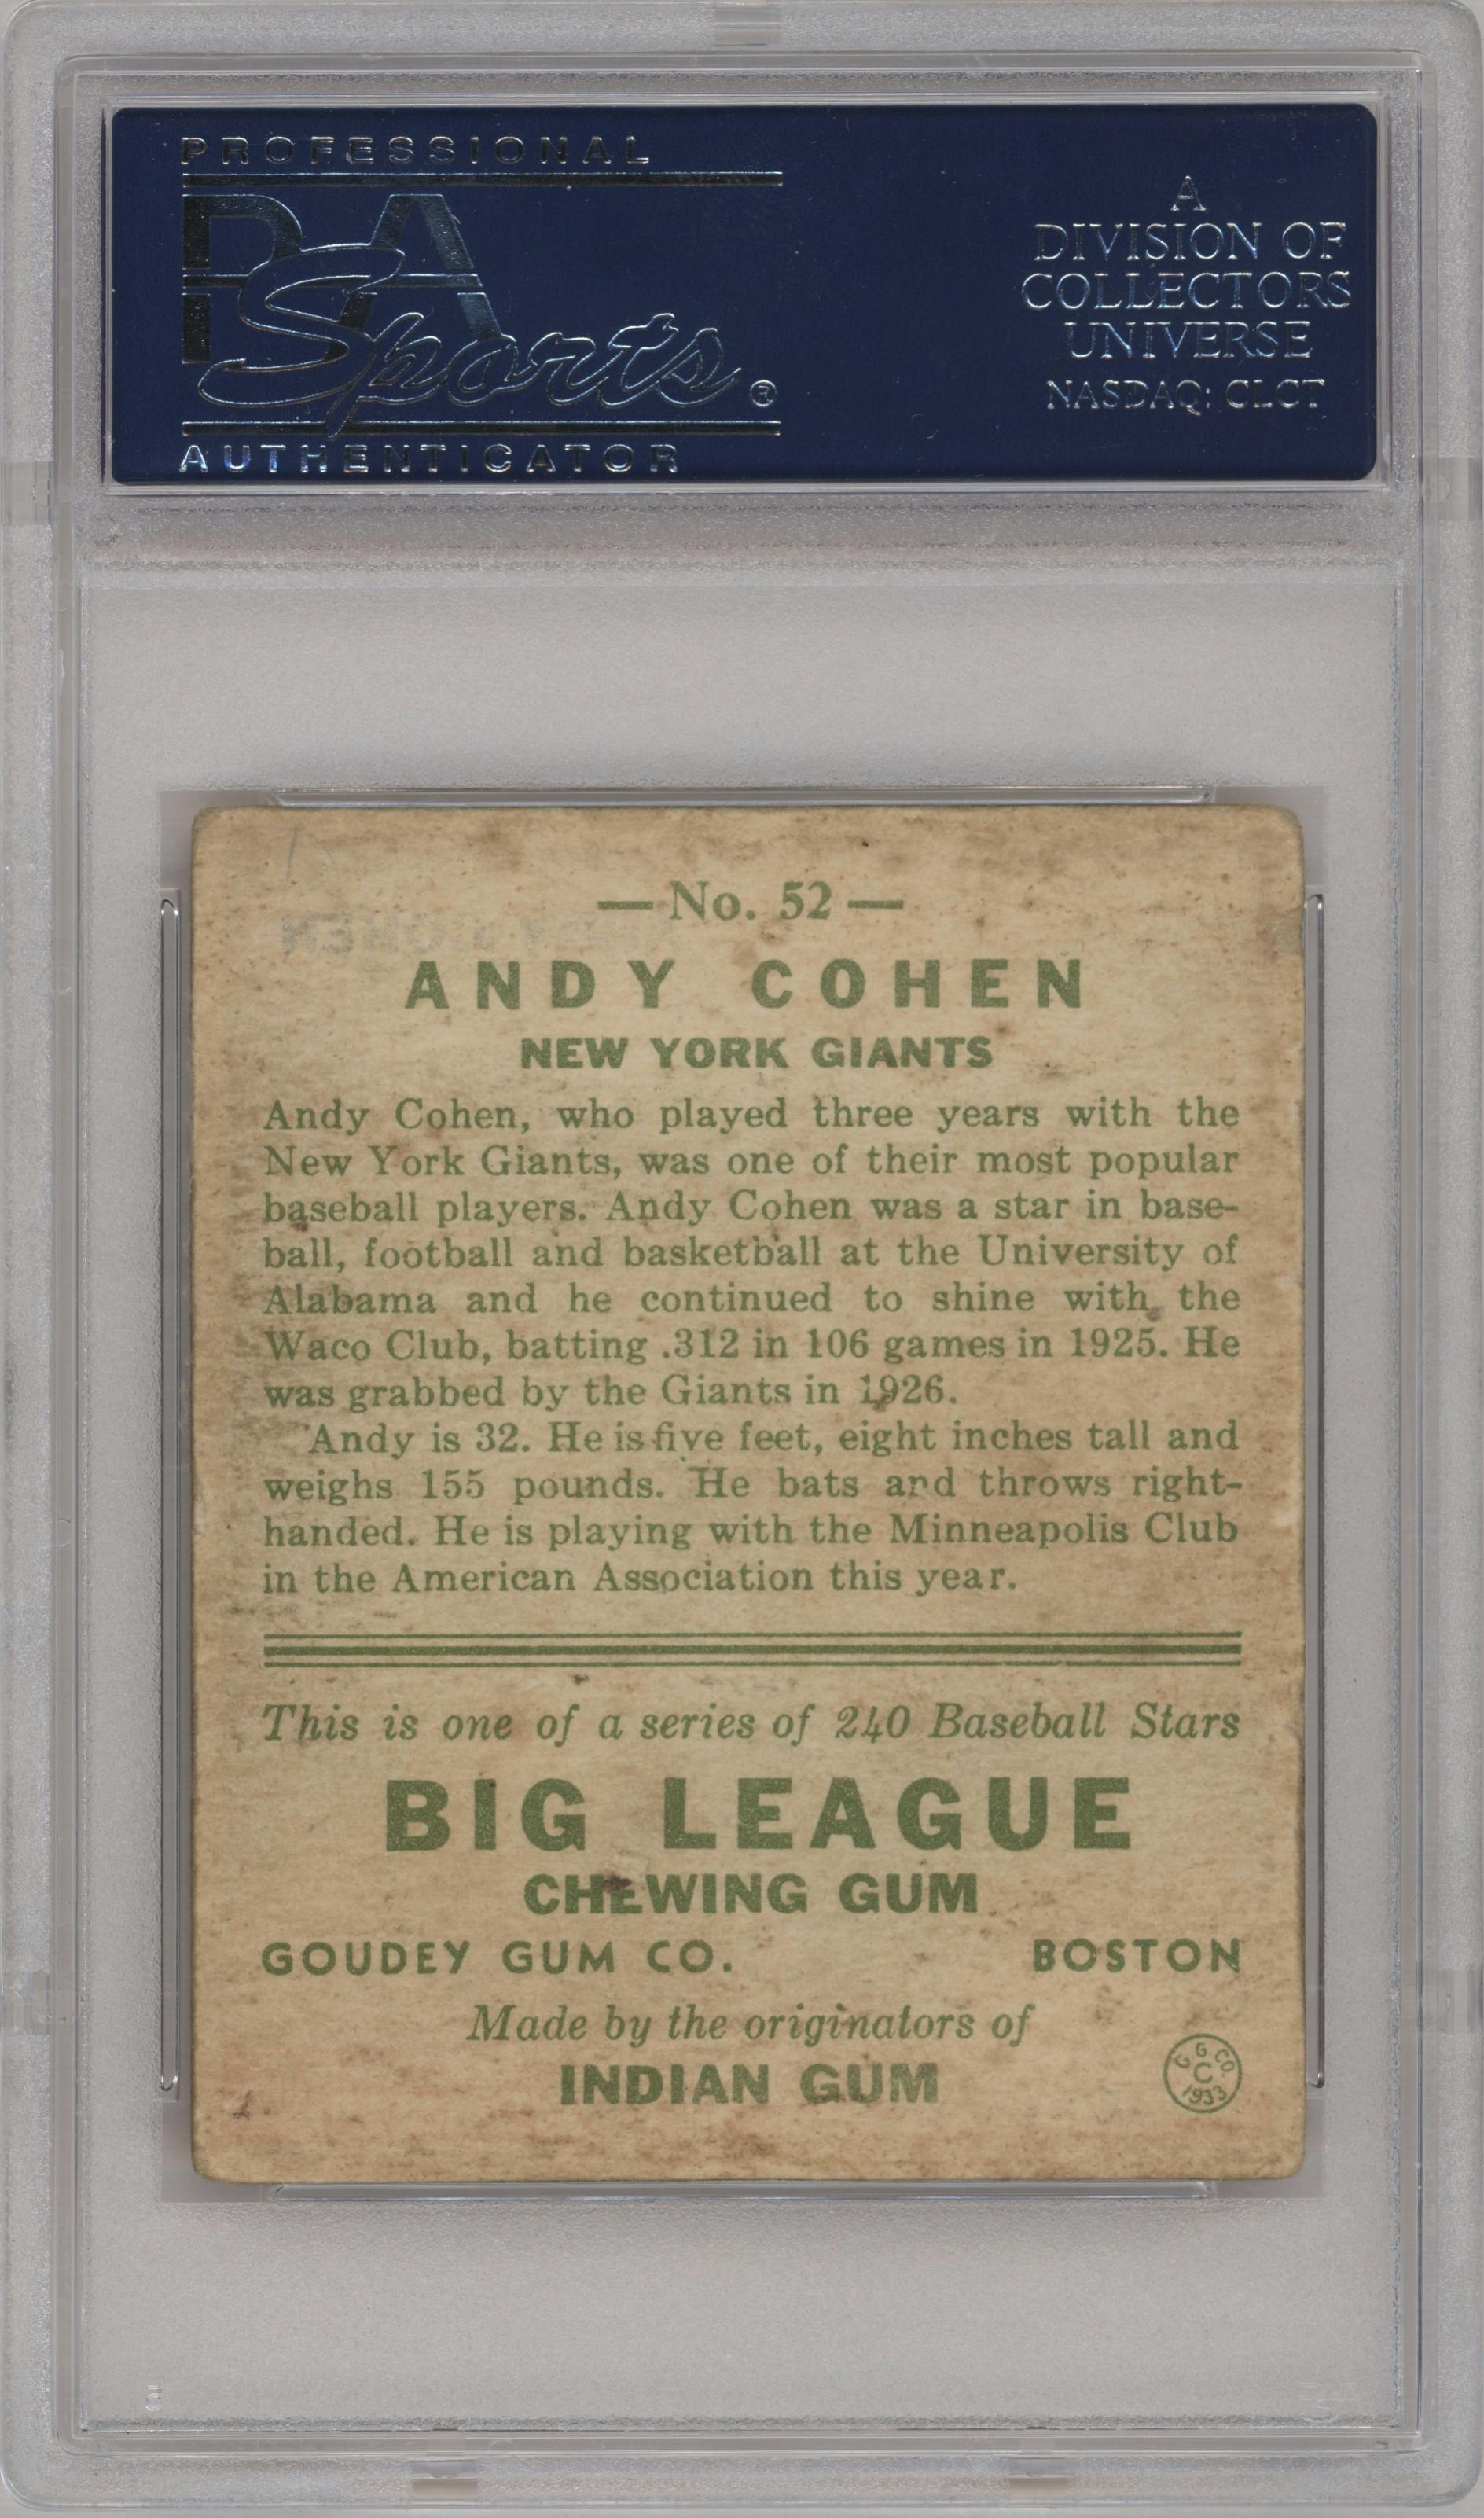 PROFESSIONAL
PSA
Sports ®
AUTHENTICATOR
A
DIVISION OF
COLLECTORS
UNIVERSE
NASDAQ: CLCT
— No. 52 —
ANDY COHEN
NEW YORK GIANTS
Andy Cohen, who played three years with the
New York Giants, was one of their most popular
baseball players. Andy Cohen was a star in base-
ball, football and basketball at the University of
Alabama and he continued to shine with the
Waco Club, batting .312 in 106 games in 1925. He
was grabbed by the Giants in 1926.
Andy is 32. He is five feet, eight inches tall and
weighs 155 pounds. He bats and throws right-
handed. He is playing with the Minneapolis Club
in the American Association this year.
This is one of a series of 240 Baseball Stars
BIG LEAGUE
CHEWING GUM
GOUDEY GUM CO. BOSTON
Made by the originators of
INDIAN GUM
G G CO.
C
1933